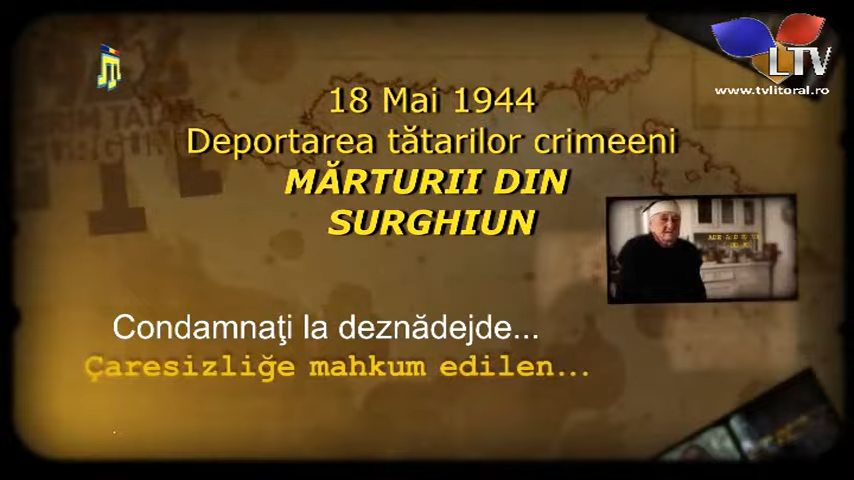 LTV
www.tvlitoral.ro
18 Mai 1944
Deportarea tătarilor crimeeni
MĂRTURII DIN
SURGHIUN
Condamnaţi la deznădejde...
Çaresizliğe mahkum edilen...